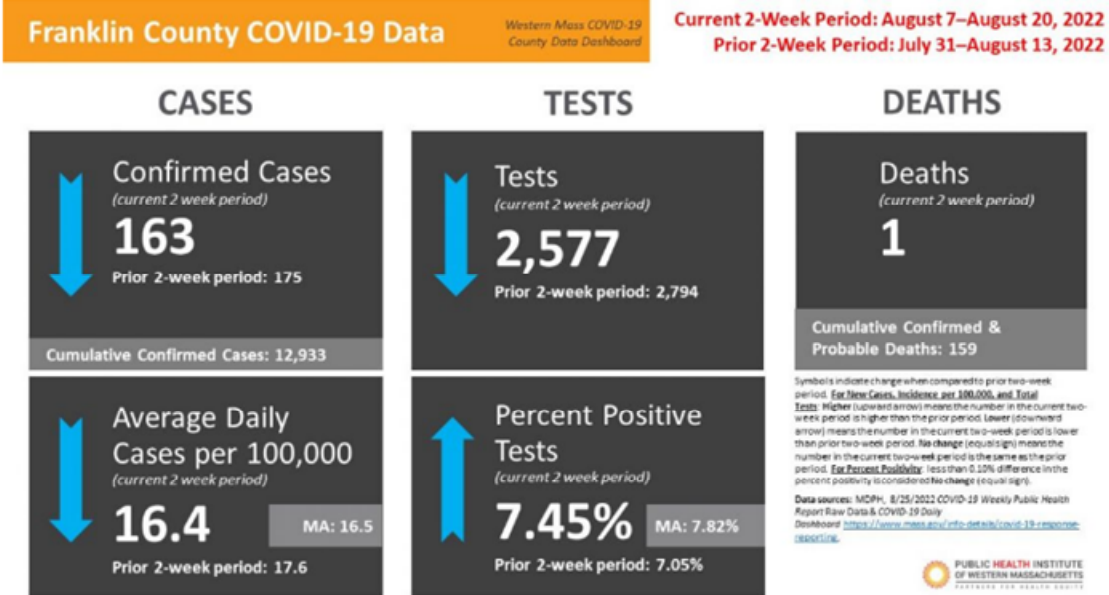 Franklin County COVID-19 Data
Western Mass COVID-19
County Data Dashboard
Current 2-Week Period: August 7–August 20, 2022
Prior 2-Week Period: July 31–August 13, 2022
CASES
Confirmed Cases
(current 2 week period)
163
Prior 2-week period: 175
Cumulative Confirmed Cases: 12,933
Average Daily
Cases per 100,000
(current 2 week period)
16.4
MA: 16.5
Prior 2-week period: 17.6
TESTS
Tests
(current 2 week period)
2,577
Prior 2-week period: 2,794
Percent Positive
Tests
(current 2 week period)
7.45%
MA: 7.82%
Prior 2-week period: 7.05%
DEATHS
Deaths
(current 2 week period)
1
Cumulative Confirmed &
Probable Deaths: 159
Symbols indicate change when compared to prior two-week
period. For New Cases, Incidence per 100,000, and Total
Tests: Higher (upward arrow) means the number in the current two-
week period is higher than the prior period. Lower (downward
arrow) means the number in the current two-week period is lower
than prior two-week period. No change (equal sign) means the
number in the current two-week period is the same as the prior
period. For Percent Positivity: less than 0.10% difference in the
percent positivity is considered No change (equal sign).
Data sources: MDPH, 8/25/2022 COVID-19 Weekly Public Health
Report Raw Data & COVID-19 Daily
Dashboard https://www.mass.gov/info-details/covid-19-response-
reporting.
PUBLIC HEALTH INSTITUTE
OF WESTERN MASSACHUSETTS
PARTNERS FOR HEALTH EQUITY